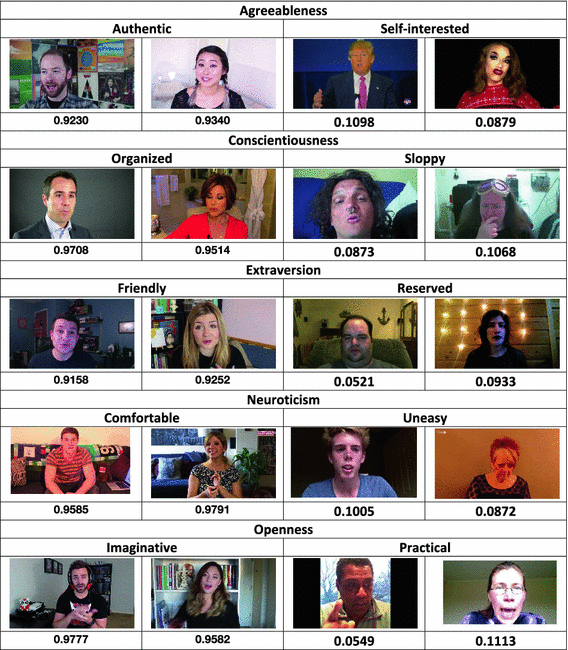 Agreeableness
Authentic Self-interested
0.9230 0.9340 0.1098 0.0879
Conscientiousness
Organized Sloppy
0.9708 0.9514 0.0873 0.1068
Extraversion
Friendly Reserved
0.9158 0.9252 0.0521 0.0933
Neuroticism
Comfortable Uneasy
0.9585 0.9791 0.1005 0.0872
Openness
Imaginative Practical
0.9777 0.9582 0.0549 0.1113